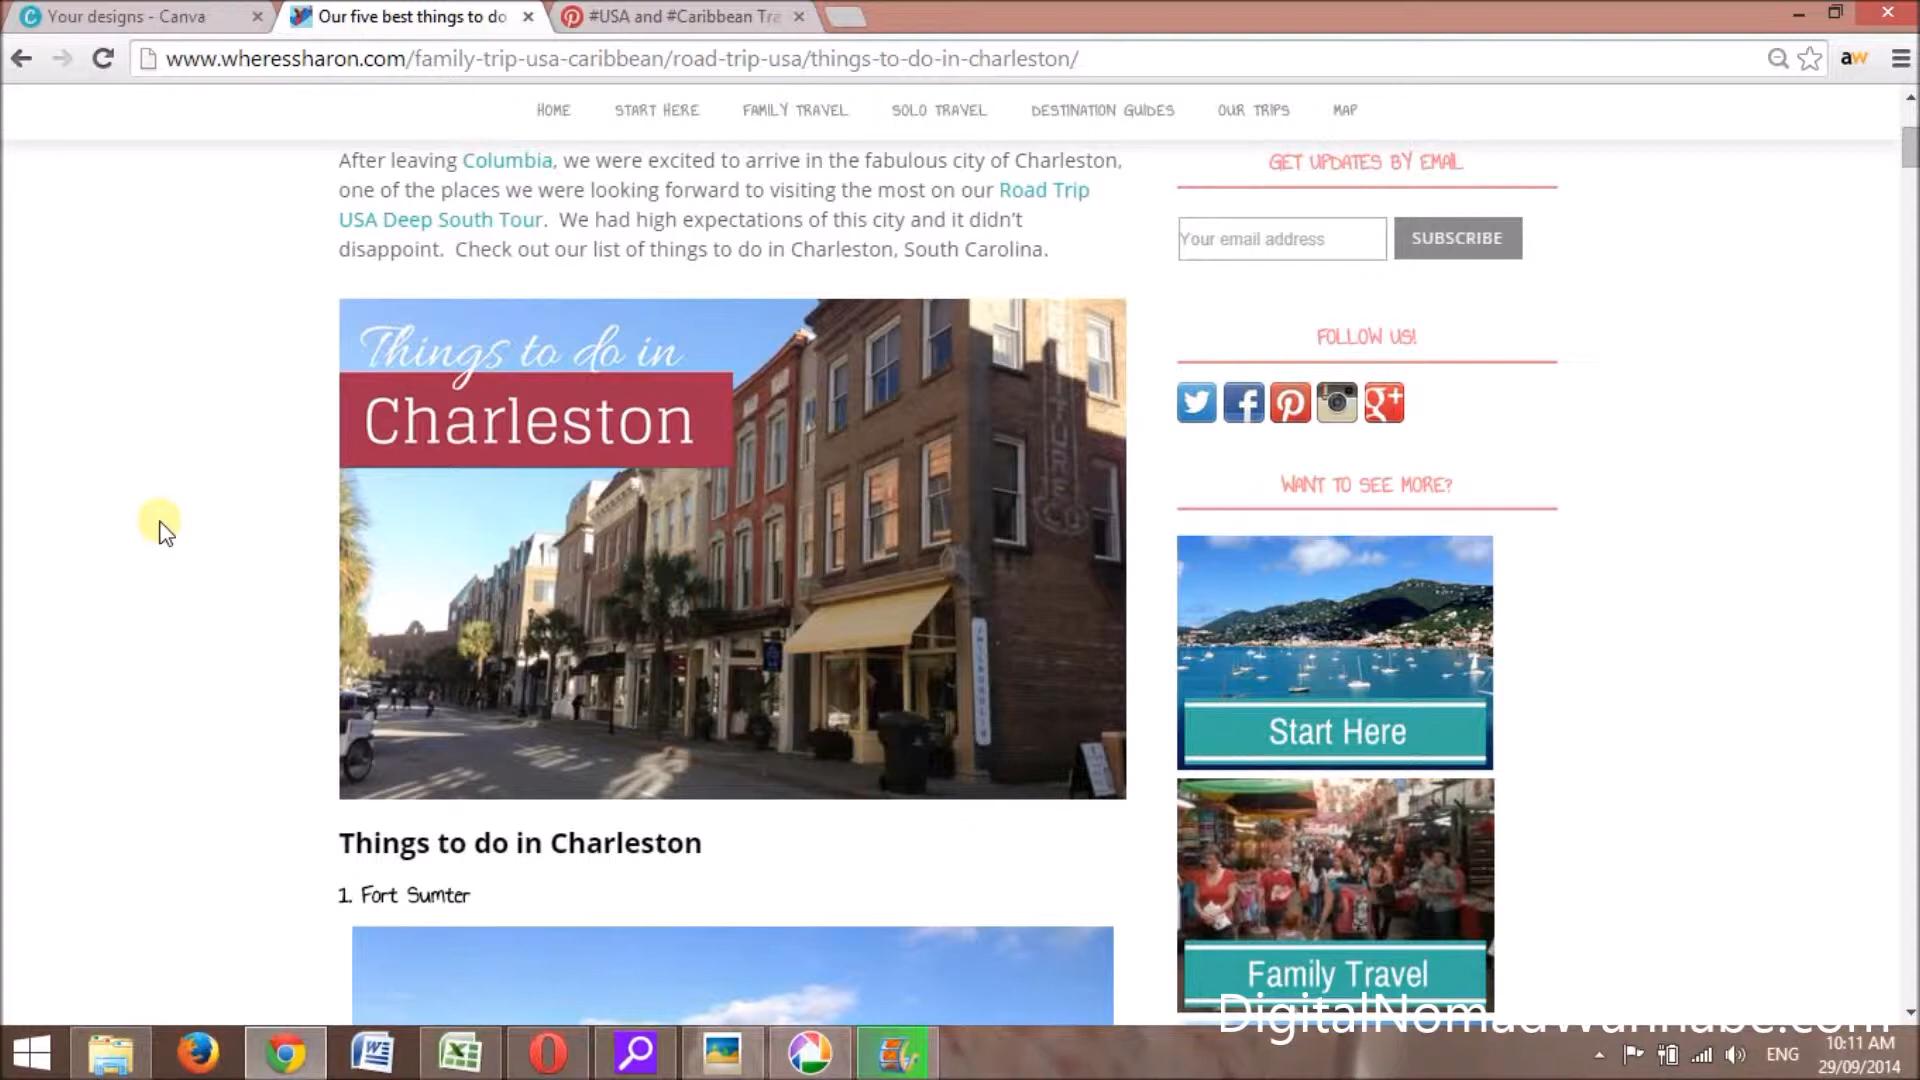 Your designs - Canva
Our five best things to do
#USA and #Caribbean Tra
www.wheressharon.com/family-trip-usa-caribbean/road-trip-usa/things-to-do-in-charleston/
aw
HOME START HERE FAMILY TRAVEL SOLO TRAVEL DESTINATION GUIDES OUR TRIPS MAP
After leaving Columbia, we were excited to arrive in the fabulous city of Charleston,
one of the places we were looking forward to visiting the most on our Road Trip
USA Deep South Tour.  We had high expectations of this city and it didn't
disappoint.  Check out our list of things to do in Charleston, South Carolina.
Things to do in
Charleston
Things to do in Charleston
1. Fort Sumter
GET UPDATES BY EMAIL
Your email address
SUBSCRIBE
FOLLOW US!
WANT TO SEE MORE?
Start Here
Family Travel
DigitalNomadWannabe.com
ENG
10:11 AM
29/09/2014